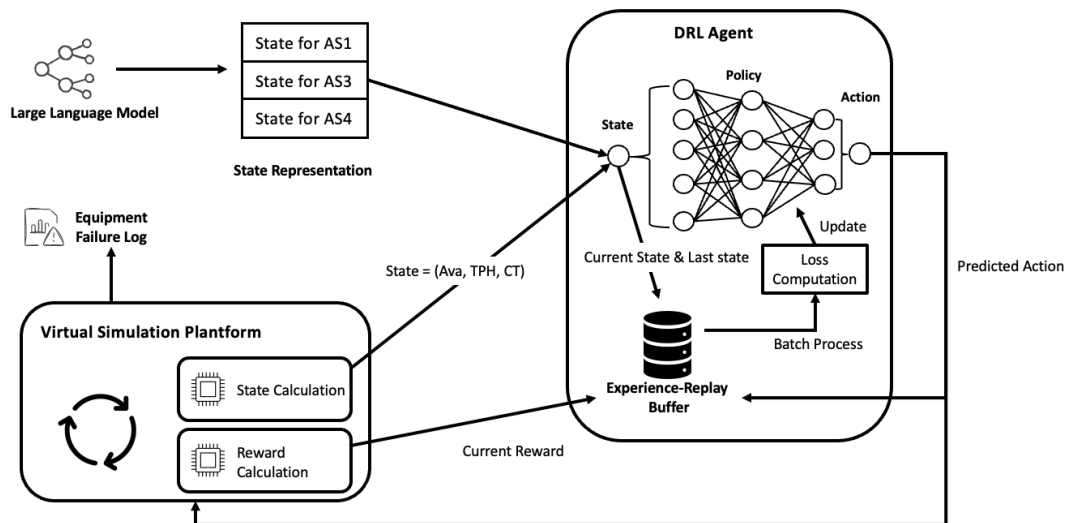 Large Language Model
State for AS1
State for AS3
State for AS4
State Representation
Equipment
Failure Log
State = (Ava, TPH, CT)
Virtual Simulation Plantform
State Calculation
Reward
Calculation
Current Reward
DRL Agent
Policy
Action
State
Update
Current State & Last state
Loss
Computation
Batch Process
Experience-Replay
Buffer
Predicted Action